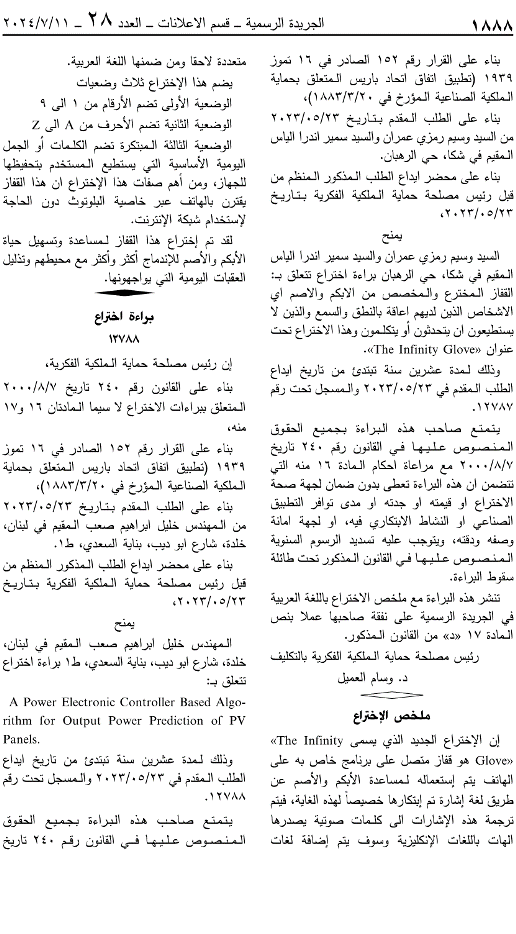 ١٨٨٨
الجريدة الرسمية ــ قسم الاعلانات ــ العدد ٢٨ ــ ٢٠٢٤/٧/١١
بناء على القرار رقم ١٥٢ الصادر في ١٦ تموز
١٩٣٩ (تطبيق اتفاق اتحاد باريس المتعلق بحماية
الملكية الصناعية المؤرخ في ١٨٨٣/٣/٢٠)،
بناء على الطلب المقدم بتاريخ ٢٠٢٣/٠٥/٢٣
من السيد وسيم رمزي عمران والسيد سمير اندرا الياس
المقيم في شكا، حي الرهبان.
بناء على محضر ايداع الطلب المذكور المنظم من
قبل رئيس مصلحة حماية الملكية الفكرية بتاريخ
٢٠٢٣/٠٥/٢٣،
يمنح
السيد وسيم رمزي عمران والسيد سمير اندرا الياس
المقيم في شكا، حي الرهبان براءة اختراع تتعلق بـ:
القفاز المخترع والمخصص من الابكم والاصم اي
الاشخاص الذين لديهم اعاقة بالنطق والسمع والذين لا
يستطيعون ان يتحدثون أو يتكلمون وهذا الاختراع تحت
عنوان «The Infinity Glove».
وذلك لمدة عشرين سنة تبتدئ من تاريخ ايداع
الطلب المقدم في ٢٠٢٣/٠٥/٢٣ والمسجل تحت رقم
١٢٧٨٧.
يتمتع صاحب هذه البراءة بجميع الحقوق
المنصوص عليها في القانون رقم ٢٤٠ تاريخ
٢٠٠٠/٨/٧ مع مراعاة احكام المادة ١٦ منه التي
تتضمن ان هذه البراءة تعطى بدون ضمان لجهة صحة
الاختراع او قيمته او جدته او مدى توافر التطبيق
الصناعي او النشاط الابتكاري فيه، او لجهة امانة
وصفه ودقته، ويتوجب عليه تسديد الرسوم السنوية
المنصوص عليها في القانون المذكور تحت طائلة
سقوط البراءة.
تنشر هذه البراءة مع ملخص الاختراع باللغة العربية
في الجريدة الرسمية على نفقة صاحبها عملا بنص
المادة ١٧ «د» من القانون المذكور.
رئيس مصلحة حماية الملكية الفكرية بالتكليف
د. وسام العميل
ملخص الإختراع
إن الإختراع الجديد الذي يسمى «The Infinity
Glove» هو قفاز متصل على برنامج خاص به على
الهاتف يتم إستعماله لمساعدة الأبكم والأصم عن
طريق لغة إشارة تم إبتكارها خصيصاً لهذه الغاية، فيتم
ترجمة هذه الإشارات الى كلمات صوتية يصدرها
الهات باللغات الإنكليزية وسوف يتم إضافة لغات
متعددة لاحقا ومن ضمنها اللغة العربية.
يضم هذا الإختراع ثلاث وضعيات
الوضعية الأولى تضم الأرقام من ١ الى ٩
الوضعية الثانية تضم الأحرف من A الى Z
الوضعية الثالثة المبتكرة تضم الكلمات أو الجمل
اليومية الأساسية التي يستطيع المستخدم بتحفيظها
للجهاز، ومن أهم صفات هذا الإختراع ان هذا القفاز
يقترن بالهاتف عبر خاصية البلوتوث دون الحاجة
لإستخدام شبكة الإنترنت.
لقد تم إختراع هذا القفاز لمساعدة وتسهيل حياة
الأبكم والأصم للإندماج أكثر وأكثر مع محيطهم وتذليل
العقبات اليومية التي يواجهونها.
براءة اختراع
١٢٧٨٨
إن رئيس مصلحة حماية الملكية الفكرية،
بناء على القانون رقم ٢٤٠ تاريخ ٢٠٠٠/٨/٧
المتعلق ببراءات الاختراع لا سيما المادتان ١٦ و١٧
منه،
بناء على القرار رقم ١٥٢ الصادر في ١٦ تموز
١٩٣٩ (تطبيق اتفاق اتحاد باريس المتعلق بحماية
الملكية الصناعية المؤرخ في ١٨٨٣/٣/٢٠)،
بناء على الطلب المقدم بتاريخ ٢٠٢٣/٠٥/٢٣
من المهندس خليل ابراهيم صعب المقيم في لبنان،
خلدة، شارع ابو ديب، بناية السعدي، ط١.
بناء على محضر ايداع الطلب المذكور المنظم من
قبل رئيس مصلحة حماية الملكية الفكرية بتاريخ
٢٠٢٣/٠٥/٢٣،
يمنح
المهندس خليل ابراهيم صعب المقيم في لبنان،
خلدة، شارع ابو ديب، بناية السعدي، ط١ براءة اختراع
تتعلق بـ:
A Power Electronic Controller Based Algo-
rithm for Output Power Prediction of PV
Panels.
وذلك لمدة عشرين سنة تبتدئ من تاريخ ايداع
الطلب المقدم في ٢٠٢٣/٠٥/٢٣ والمسجل تحت رقم
١٢٧٨٨.
يتمتع صاحب هذه البراءة بجميع الحقوق
المنصوص عليها في القانون رقم ٢٤٠ تاريخ